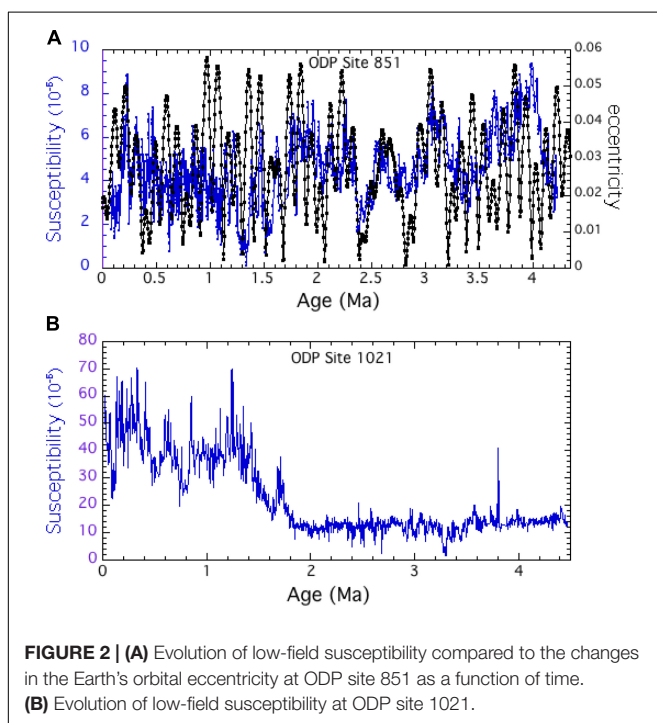 A
ODP Site 851
Susceptibility (10⁻⁵)
10
8
6
4
2
0
0.06
0.05
0.04
0.03
0.02
0.01
0
eccentricity
0 0.5 1 1.5 2 2.5 3 3.5 4
Age (Ma)
B
ODP Site 1021
Susceptibility (10⁻⁵)
80
70
60
50
40
30
20
10
0
0 1 2 3 4
Age (Ma)
FIGURE 2 | (A) Evolution of low-field susceptibility compared to the changes
in the Earth's orbital eccentricity at ODP site 851 as a function of time.
(B) Evolution of low-field susceptibility at ODP site 1021.